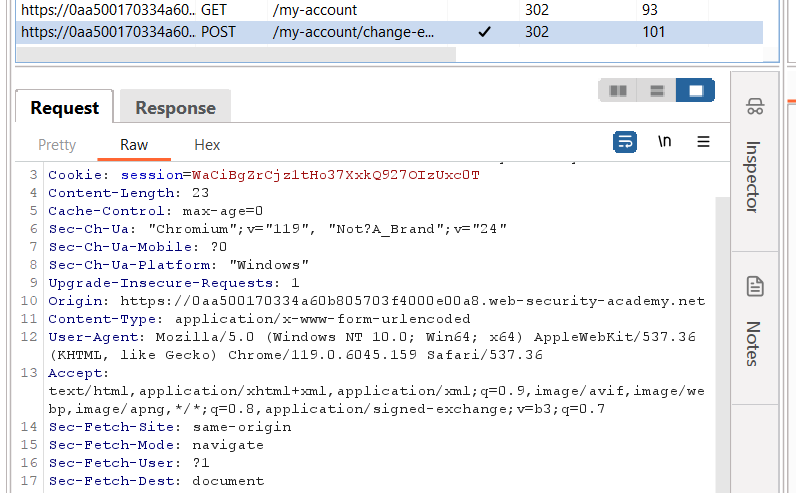 https://0aa500170334a60... GET /my-account 302 93
https://0aa500170334a60... POST /my-account/change-e... 302 101
Request Response
Pretty Raw Hex \n
Inspector
Notes
3 Cookie: session=WaCiBgZrCjzltHo37XxkQ927OIzUxc0T
4 Content-Length: 23
5 Cache-Control: max-age=0
6 Sec-Ch-Ua: "Chromium";v="119", "Not?A_Brand";v="24"
7 Sec-Ch-Ua-Mobile: ?0
8 Sec-Ch-Ua-Platform: "Windows"
9 Upgrade-Insecure-Requests: 1
10 Origin: https://0aa500170334a60b805703f4000e00a8.web-security-academy.net
11 Content-Type: application/x-www-form-urlencoded
12 User-Agent: Mozilla/5.0 (Windows NT 10.0; Win64; x64) AppleWebKit/537.36
(KHTML, like Gecko) Chrome/119.0.6045.159 Safari/537.36
13 Accept:
text/html,application/xhtml+xml,application/xml;q=0.9,image/avif,image/we
bp,image/apng,*/*;q=0.8,application/signed-exchange;v=b3;q=0.7
14 Sec-Fetch-Site: same-origin
15 Sec-Fetch-Mode: navigate
16 Sec-Fetch-User: ?1
17 Sec-Fetch-Dest: document